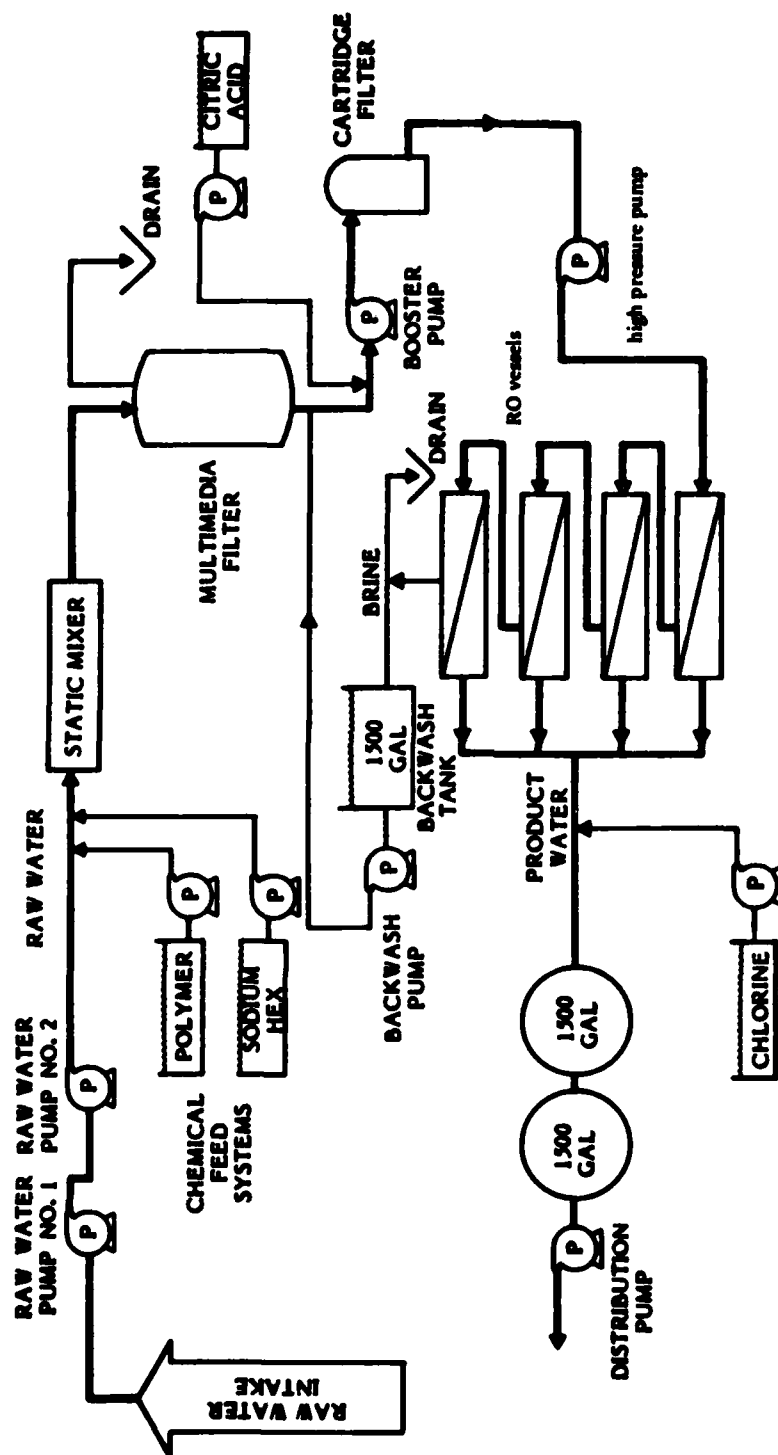 RAW WATER
INTAKE
RAW WATER
PUMP NO. 1
P
RAW WATER
PUMP NO. 2
P
RAW WATER
CHEMICAL
FEED
SYSTEMS
POLYMER
P
SODIUM
HEX
P
STATIC MIXER
MULTIMEDIA
FILTER
DRAIN
CITRIC
ACID
P
BOOSTER
PUMP
P
CARTRIDGE
FILTER
BACKWASH
PUMP
P
1500
GAL
BACKWASH
TANK
BRINE
DRAIN
RO vessels
high pressure pump
P
PRODUCT
WATER
CHLORINE
P
1500
GAL
1500
GAL
P
DISTRIBUTION
PUMP